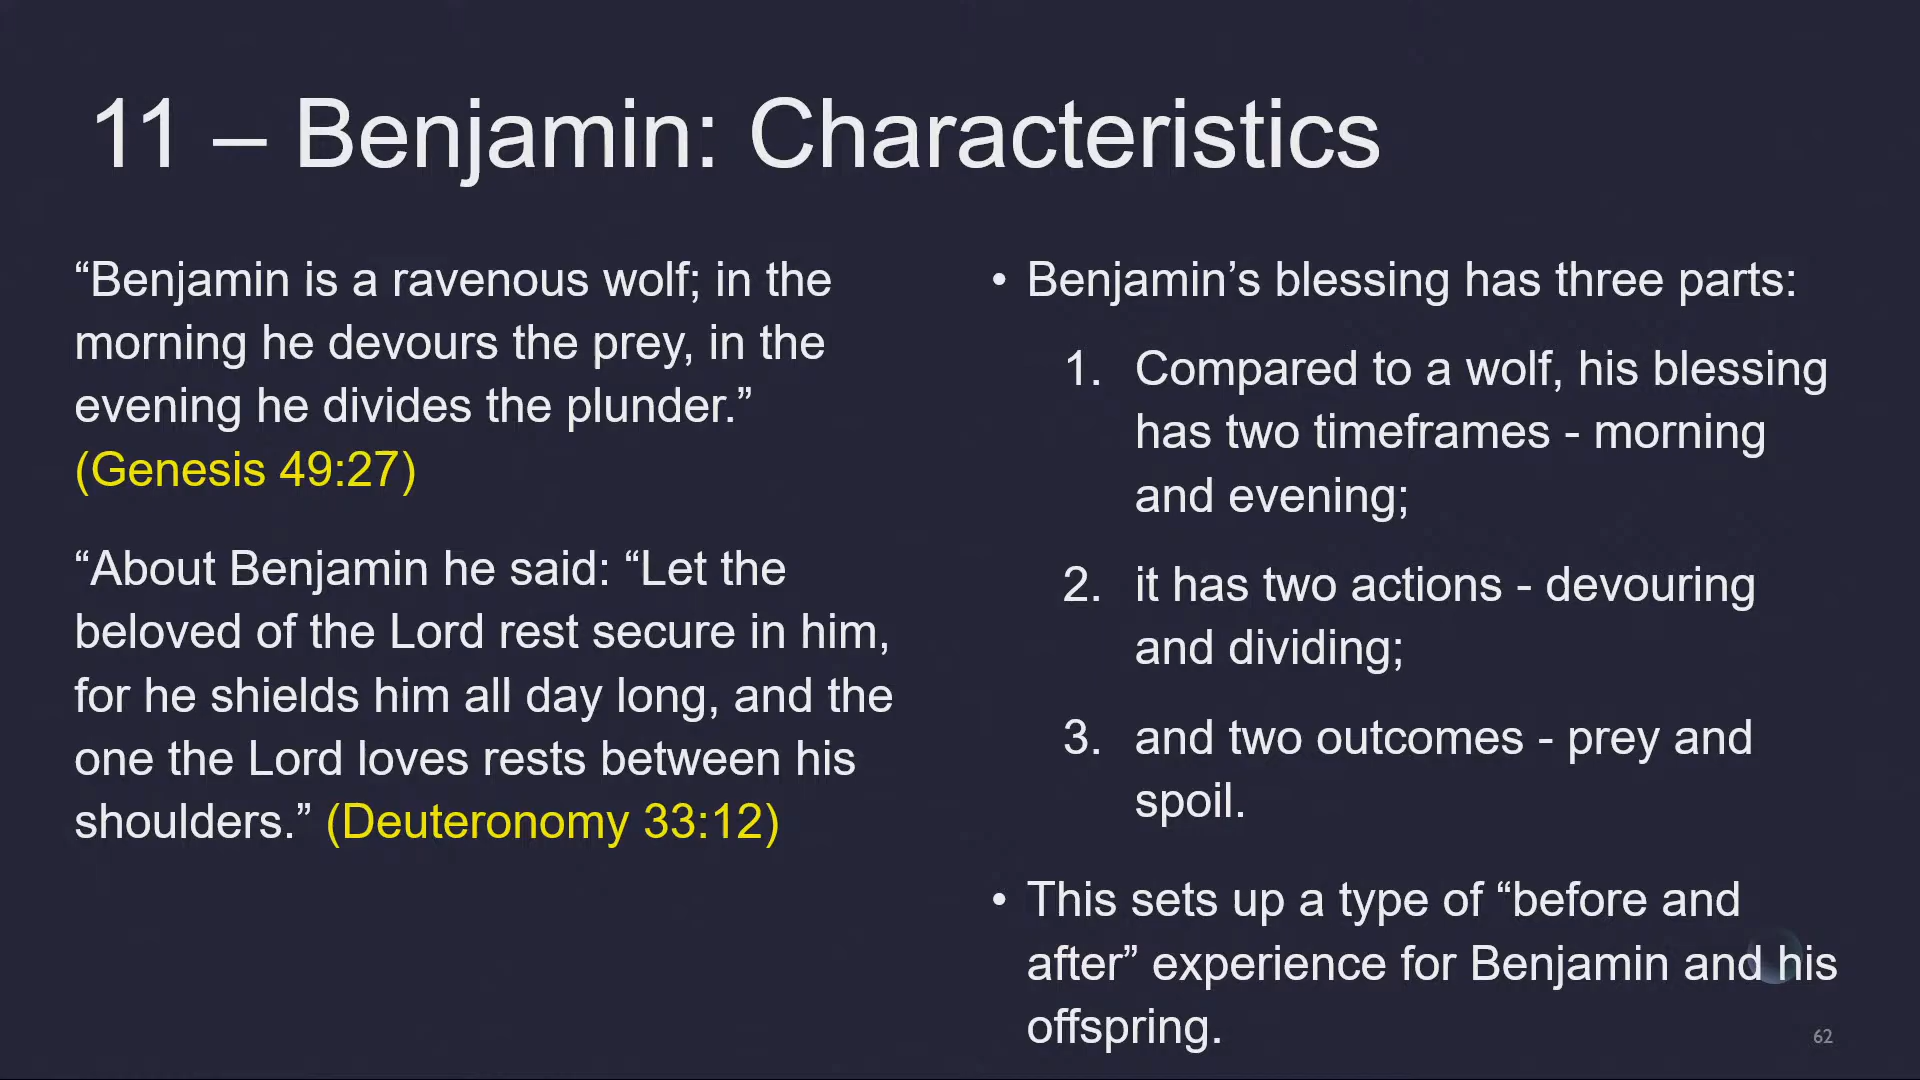 11 – Benjamin: Characteristics
“Benjamin is a ravenous wolf; in the
morning he devours the prey, in the
evening he divides the plunder.”
(Genesis 49:27)
“About Benjamin he said: “Let the
beloved of the Lord rest secure in him,
for he shields him all day long, and the
one the Lord loves rests between his
shoulders.” (Deuteronomy 33:12)
• Benjamin’s blessing has three parts:
1. Compared to a wolf, his blessing
has two timeframes - morning
and evening;
2. it has two actions - devouring
and dividing;
3. and two outcomes - prey and
spoil.
• This sets up a type of “before and
after” experience for Benjamin and his
offspring.
62